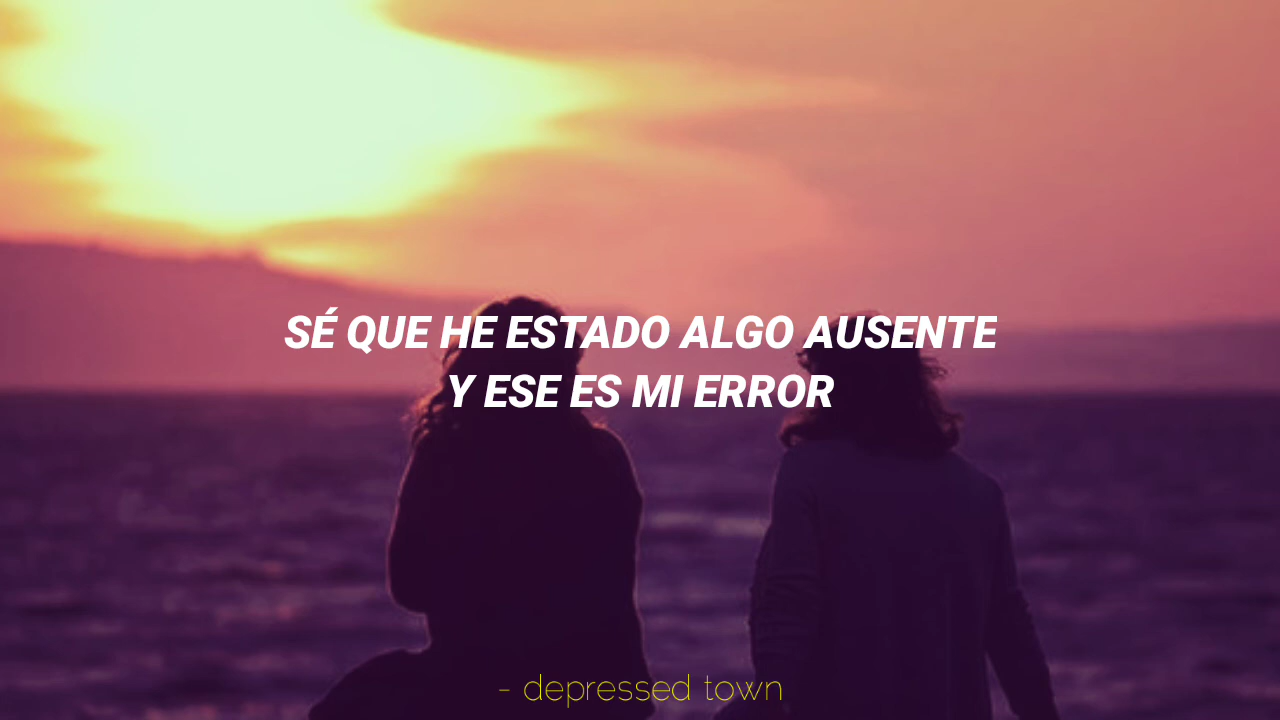 SÉ QUE HE ESTADO ALGO AUSENTE
Y ESE ES MI ERROR
- depressed town